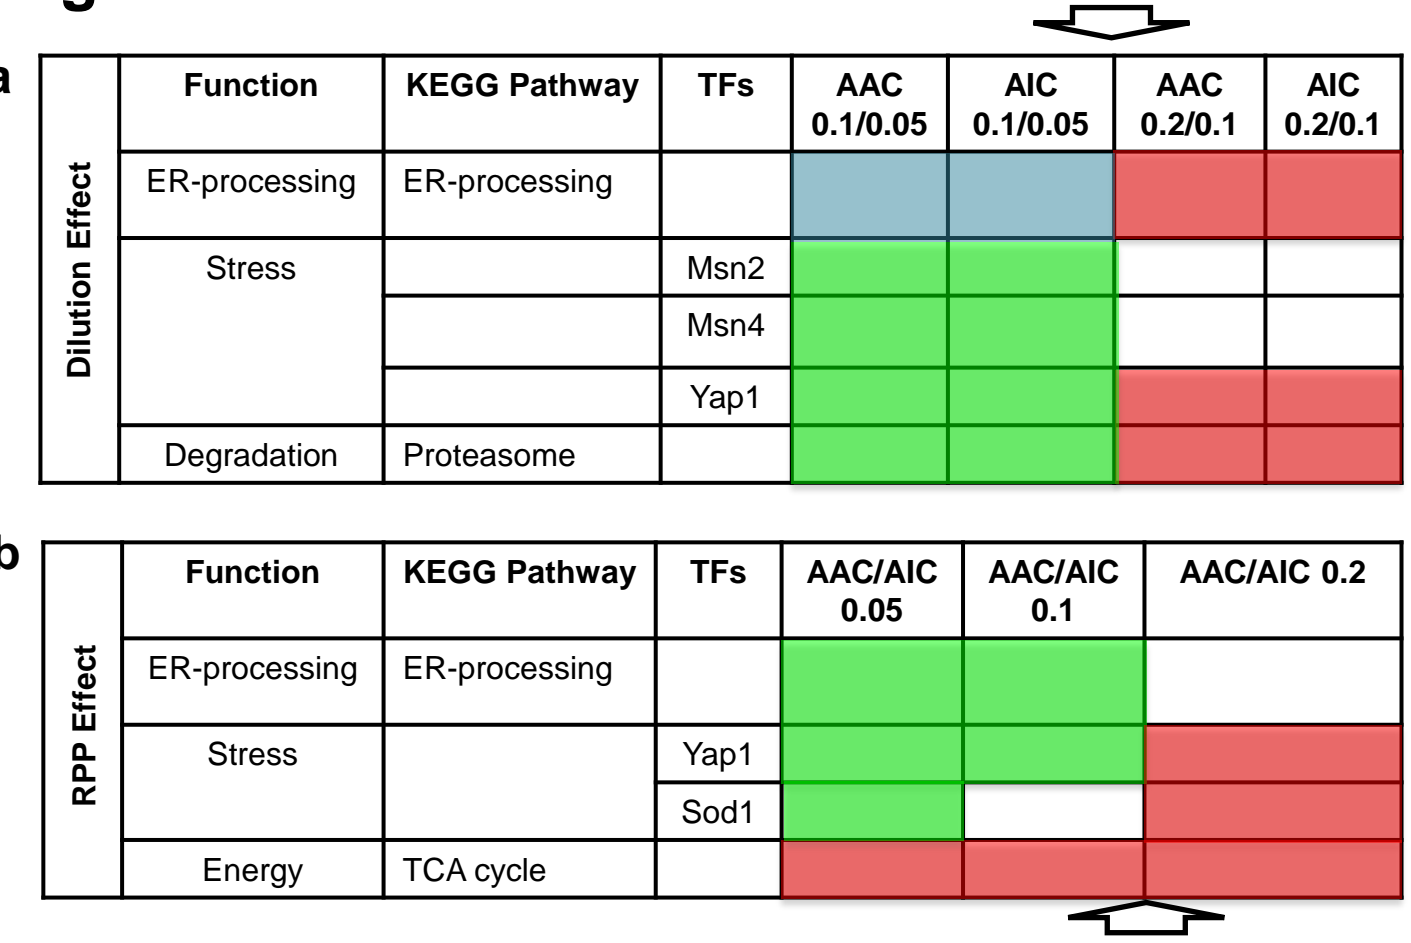 g
a
Dilution Effect
Function KEGG Pathway TFs AAC 0.1/0.05 AIC 0.1/0.05 AAC 0.2/0.1 AIC 0.2/0.1
ER-processing ER-processing
Stress Msn2
Msn4
Yap1
Degradation Proteasome
b
RPP Effect
Function KEGG Pathway TFs AAC/AIC 0.05 AAC/AIC 0.1 AAC/AIC 0.2
ER-processing ER-processing
Stress Yap1
Sod1
Energy TCA cycle